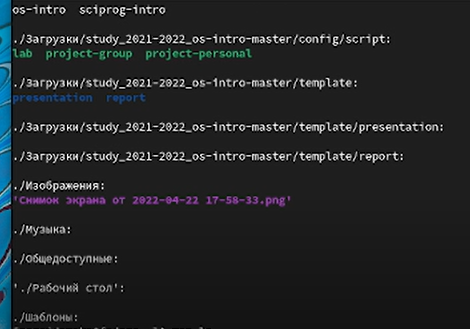 os-intro  sciprog-intro
./Загрузки/study_2021-2022_os-intro-master/config/script:
lab  project-group  project-personal
./Загрузки/study_2021-2022_os-intro-master/template:
presentation  report
./Загрузки/study_2021-2022_os-intro-master/template/presentation:
./Загрузки/study_2021-2022_os-intro-master/template/report:
./Изображения:
'Снимок экрана от 2022-04-22 17-58-33.png'
./Музыка:
./Общедоступные:
'./Рабочий стол':
./Шаблоны: